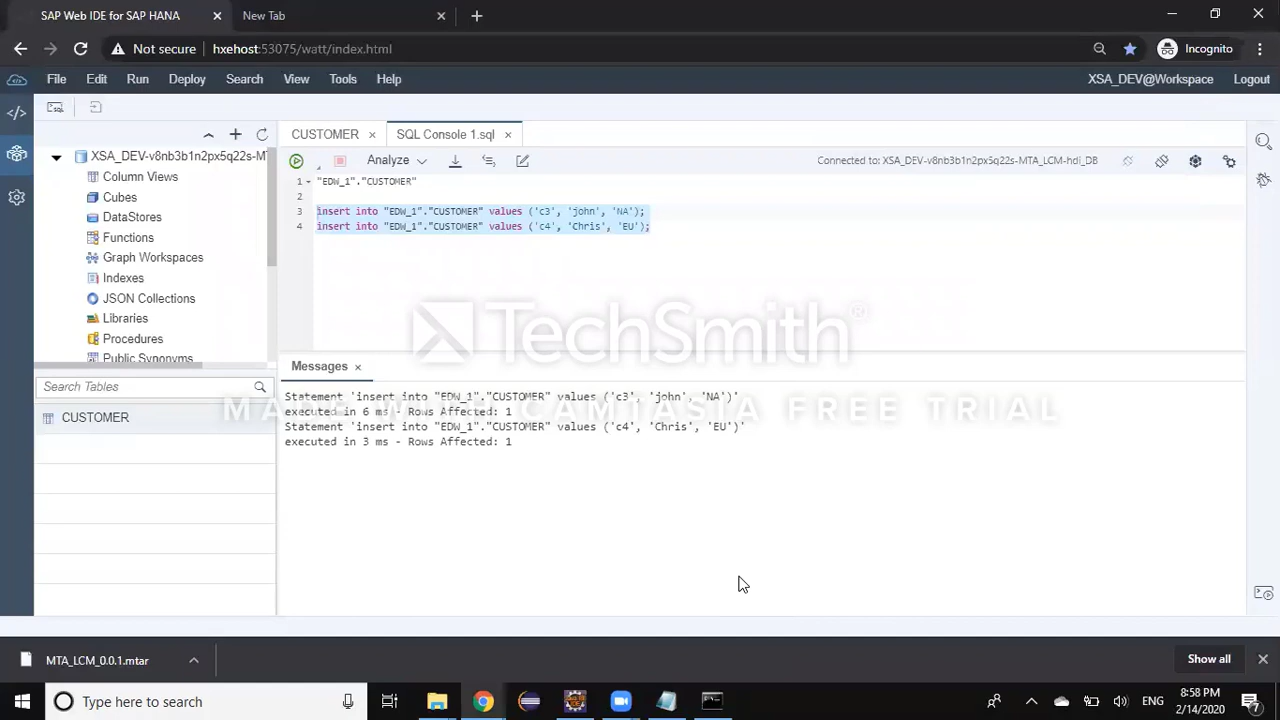 SAP Web IDE for SAP HANA
New Tab
Not secure hxehost:53075/watt/index.html
Incognito
File Edit Run Deploy Search View Tools Help
XSA_DEV@Workspace Logout
CUSTOMER
SQL Console 1.sql
XSA_DEV-v8nb3b1n2px5q22s-MT
Analyze
Connected to: XSA_DEV-v8nb3b1n2px5q22s-MTA_LCM-hdi_DB
Column Views
Cubes
DataStores
Functions
Graph Workspaces
Indexes
JSON Collections
Libraries
Procedures
Public Synonyms
1 "EDW_1"."CUSTOMER"
2
3 insert into "EDW_1"."CUSTOMER" values ('c3', 'john', 'NA');
4 insert into "EDW_1"."CUSTOMER" values ('c4', 'Chris', 'EU');
TechSmith®
MADE WITH CAMTASIA FREE TRIAL
Messages
Search Tables
CUSTOMER
Statement 'insert into "EDW_1"."CUSTOMER" values ('c3', 'john', 'NA')'
executed in 6 ms - Rows Affected: 1
Statement 'insert into "EDW_1"."CUSTOMER" values ('c4', 'Chris', 'EU')'
executed in 3 ms - Rows Affected: 1
MTA_LCM_0.0.1.mtar
Show all
Type here to search
ENG
8:58 PM
2/14/2020
7